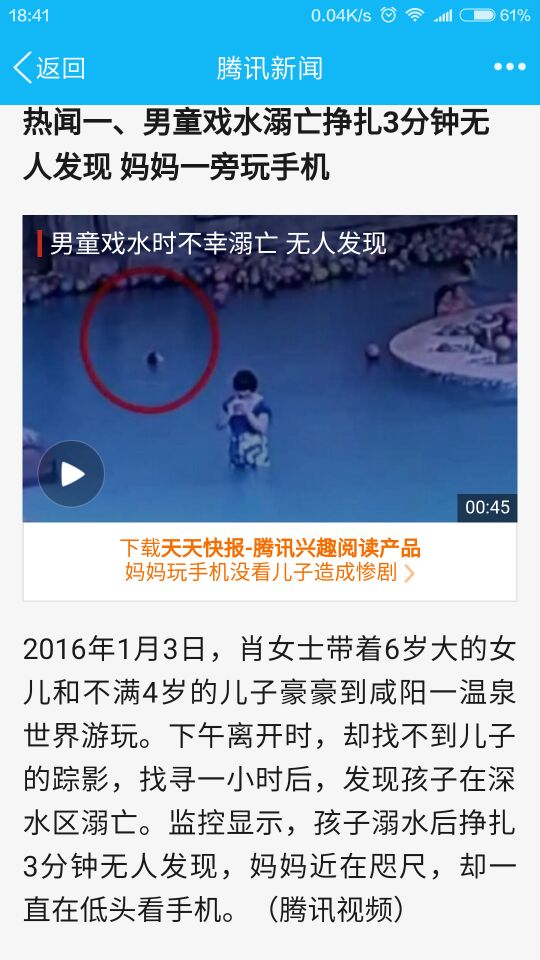 18:41 0.04K/s 61%
返回 腾讯新闻
热闻一、男童戏水溺亡挣扎3分钟无
人发现 妈妈一旁玩手机
男童戏水时不幸溺亡 无人发现
00:45
下载天天快报-腾讯兴趣阅读产品
妈妈玩手机没看儿子造成惨剧
2016年1月3日，肖女士带着6岁大的女
儿和不满4岁的儿子豪豪到咸阳一温泉
世界游玩。下午离开时，却找不到儿子
的踪影，找寻一小时后，发现孩子在深
水区溺亡。监控显示，孩子溺水后挣扎
3分钟无人发现，妈妈近在咫尺，却一
直在低头看手机。（腾讯视频）